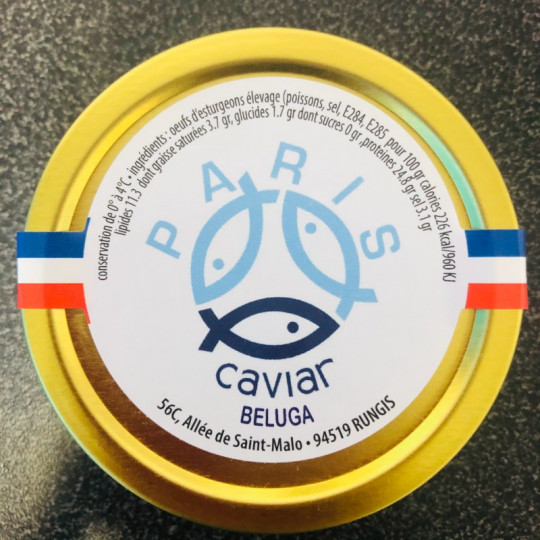 conservation de 0° à 4°C • ingrédients : oeufs d'esturgeons élevage (poissons, sel, E284, E285 pour 100 gr calories 226 kcal/960 KJ
lipides 11.3 dont graisse saturées 3.7 gr, glucides 1.7 gr dont sucres 0 gr ,protéines 24.8 gr sel 3.1 gr
PARIS
caviar
BELUGA
56C, Allée de Saint-Malo • 94519 RUNGIS